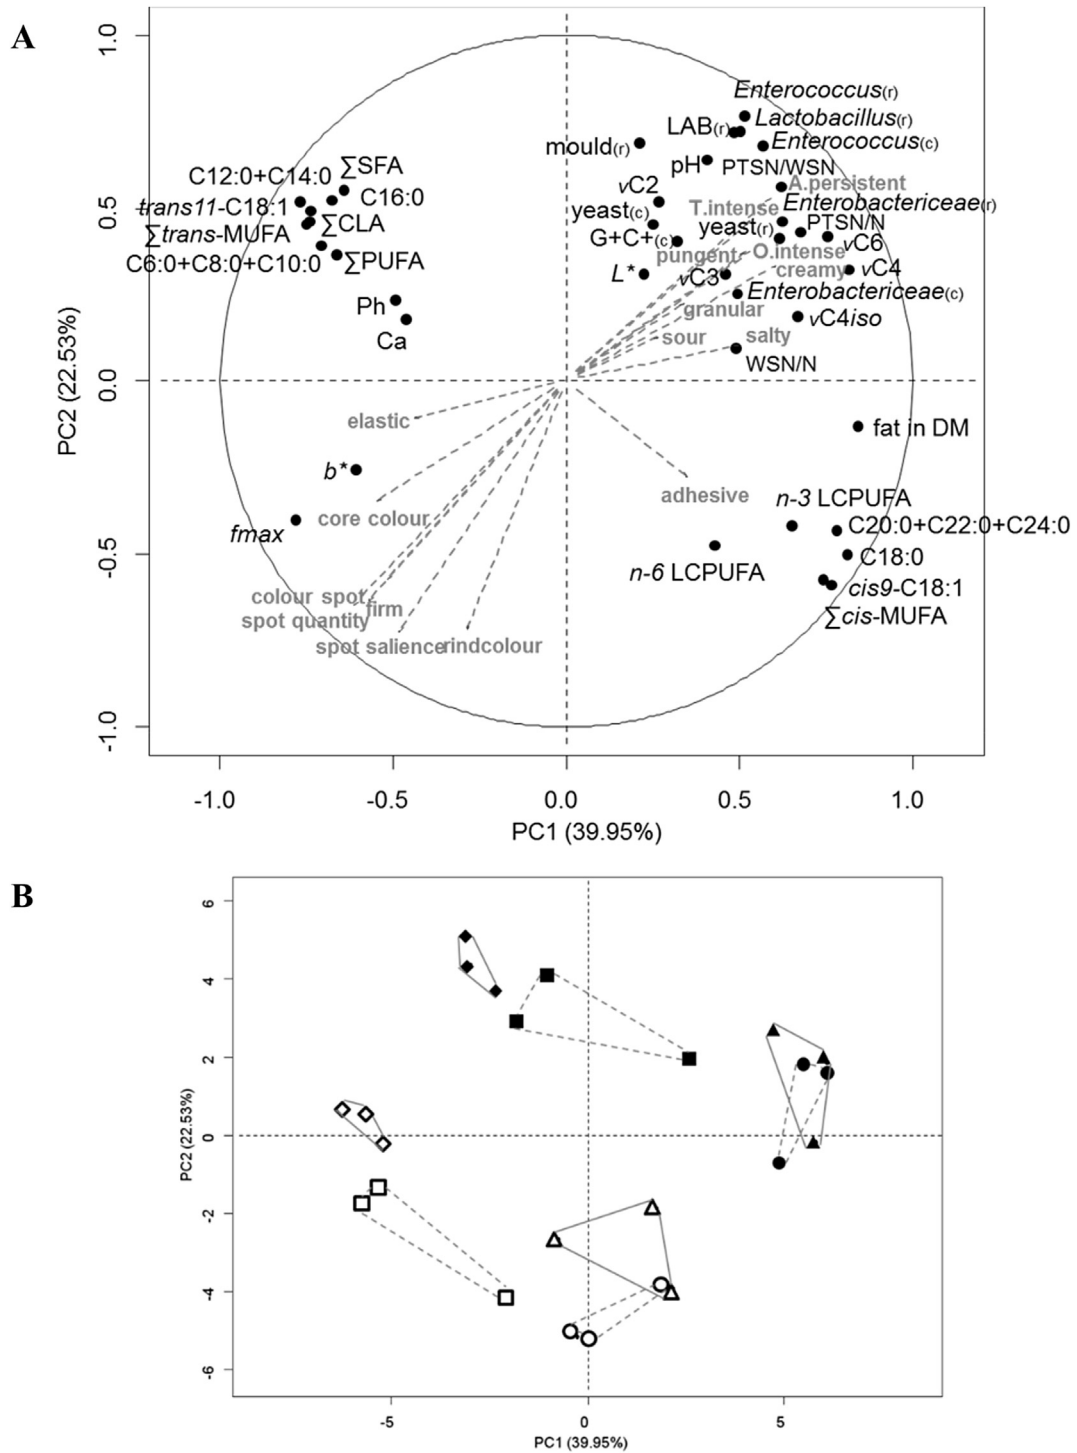 A
Enterococcus(r)
LAB(r) Lactobacillus(r)
mould(r) Enterococcus(c)
pH PTSN/WSN
C12:0+C14:0 ∑SFA
vC2 A.persistent
trans11-C18:1 C16:0
yeast(c) T.intense Enterobactericeae(r)
∑trans-MUFA ∑CLA
G+C+(c) yeast(r) PTSN/N
C6:0+C8:0+C10:0 ∑PUFA
pungent O.intense vC6
L* vC3 creamy vC4
Ph
Enterobactericeae(c)
granular vC4iso
Ca
sour salty
WSN/N
elastic
fat in DM
b*
adhesive n-3 LCPUFA
core colour C20:0+C22:0+C24:0
fmax
C18:0
n-6 LCPUFA
cis9-C18:1
colour spot firm
spot quantity
∑cis-MUFA
spot salience rindcolour
1.0
0.5
0.0
-0.5
-1.0
PC2 (22.53%)
-1.0 -0.5 0.0 0.5 1.0
PC1 (39.95%)
B
6
4
2
0
-2
-4
-6
PC2 (22.53%)
-5 0 5
PC1 (39.95%)